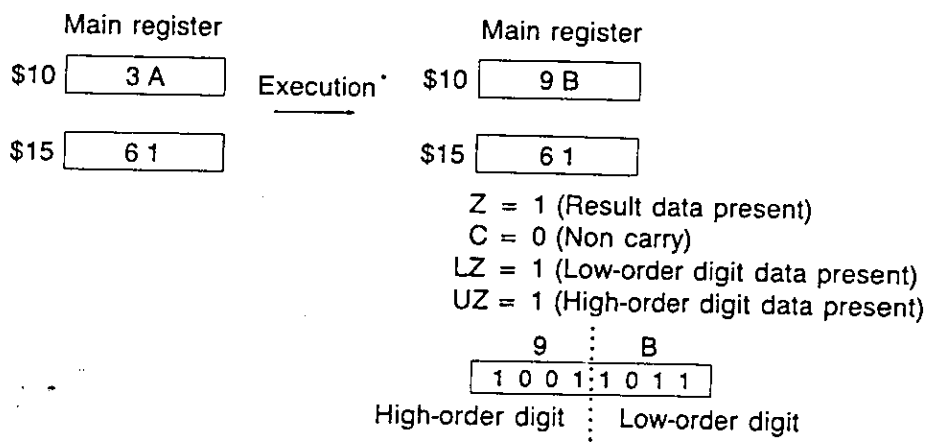 Main register
$10 3 A
$15 6 1
Execution
Main register
$10 9 B
$15 6 1
Z = 1 (Result data present)
C = 0 (Non carry)
LZ = 1 (Low-order digit data present)
UZ = 1 (High-order digit data present)
9 B
1 0 0 1 1 0 1 1
High-order digit Low-order digit